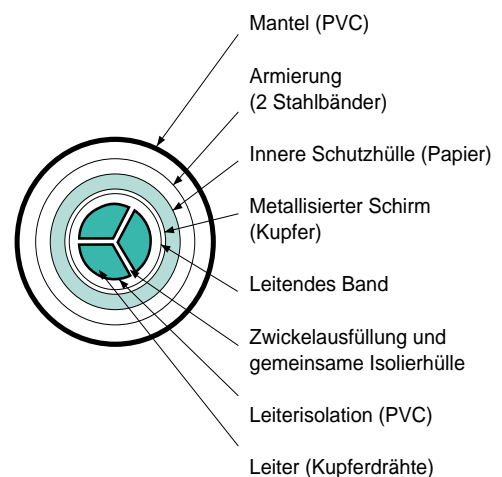 Mantel (PVC)
Armierung
(2 Stahlbänder)
Innere Schutzhülle (Papier)
Metallisierter Schirm
(Kupfer)
Leitendes Band
Zwickelausfüllung und
gemeinsame Isolierhülle
Leiterisolation (PVC)
Leiter (Kupferdrähte)